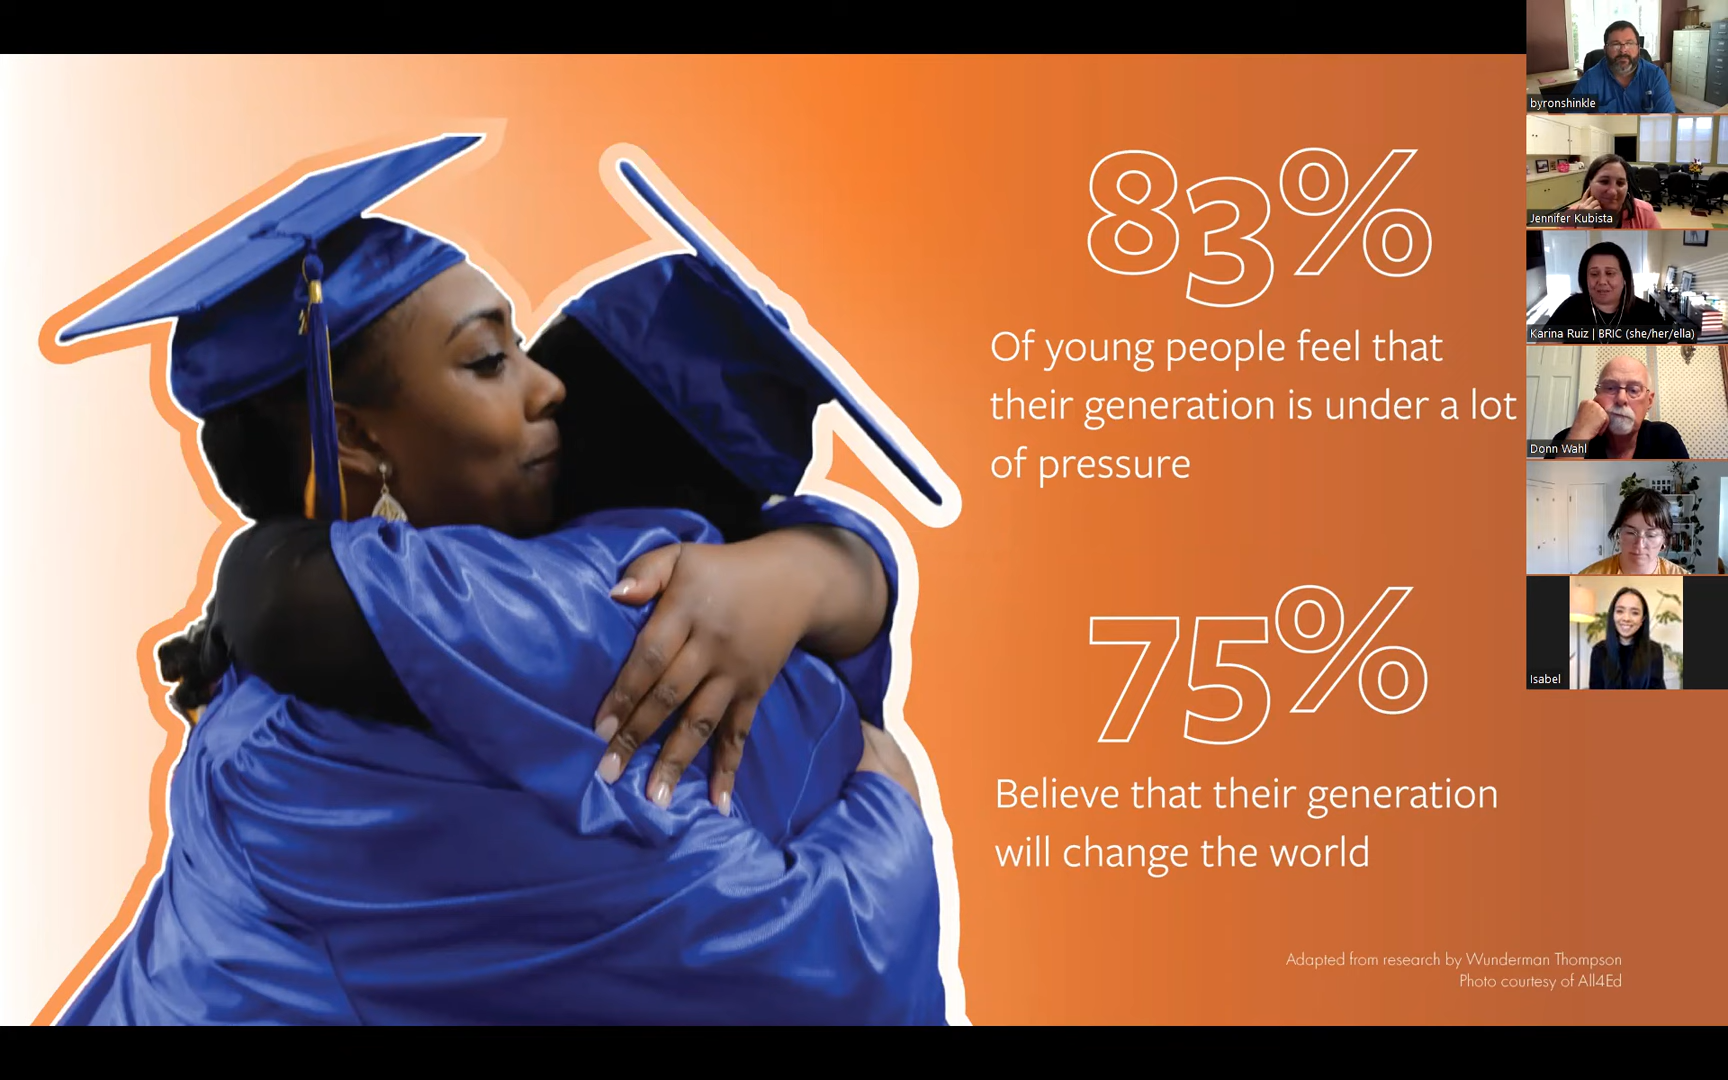 83%
Of young people feel that
their generation is under a lot
of pressure
75%
Believe that their generation
will change the world
Adapted from research by Wunderman Thompson
Photo courtesy of All4Ed
byronshinkle
Jennifer Kubista
Karina Ruiz | BRIC (she/her/ella)
Donn Wahl
Isabel